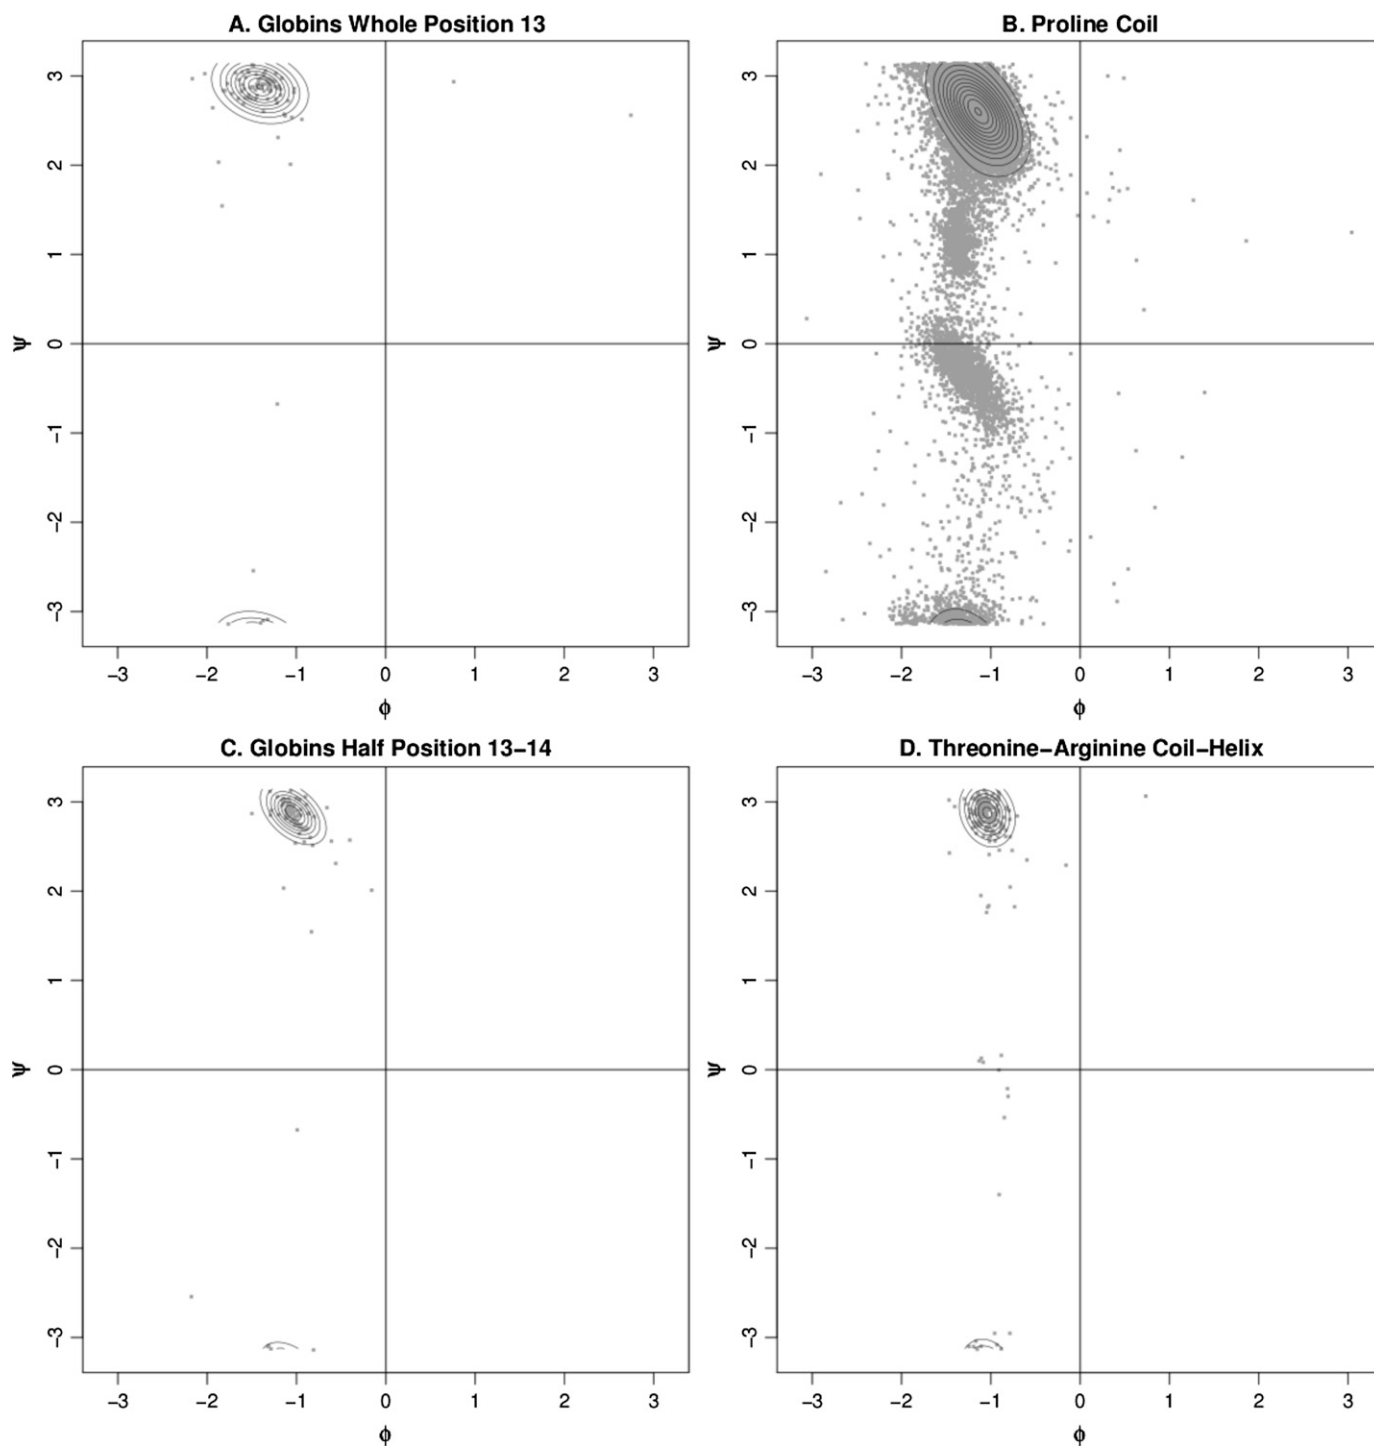 A. Globins Whole Position 13
B. Proline Coil
3
2
1
0
−1
−2
−3
ψ
−3 −2 −1 0 1 2 3
ϕ
3
2
1
0
−1
−2
−3
ψ
−3 −2 −1 0 1 2 3
ϕ
C. Globins Half Position 13−14
D. Threonine−Arginine Coil−Helix
3
2
1
0
−1
−2
−3
ψ
−3 −2 −1 0 1 2 3
ϕ
3
2
1
0
−1
−2
−3
ψ
−3 −2 −1 0 1 2 3
ϕ